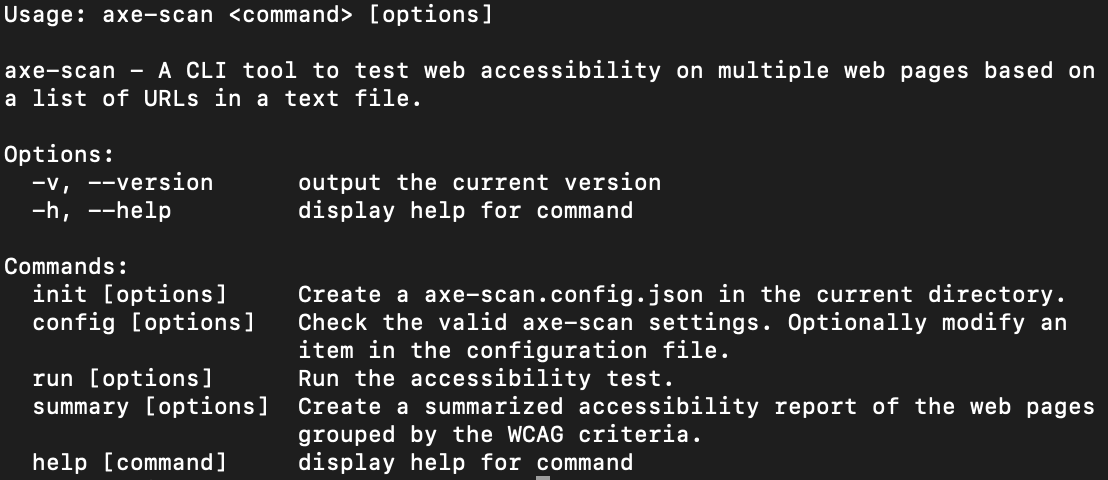 Usage: axe-scan <command> [options]

axe-scan - A CLI tool to test web accessibility on multiple web pages based on
a list of URLs in a text file.

Options:
  -v, --version      output the current version
  -h, --help         display help for command

Commands:
  init [options]     Create a axe-scan.config.json in the current directory.
  config [options]   Check the valid axe-scan settings. Optionally modify an
                     item in the configuration file.
  run [options]      Run the accessibility test.
  summary [options]  Create a summarized accessibility report of the web pages
                     grouped by the WCAG criteria.
  help [command]     display help for command